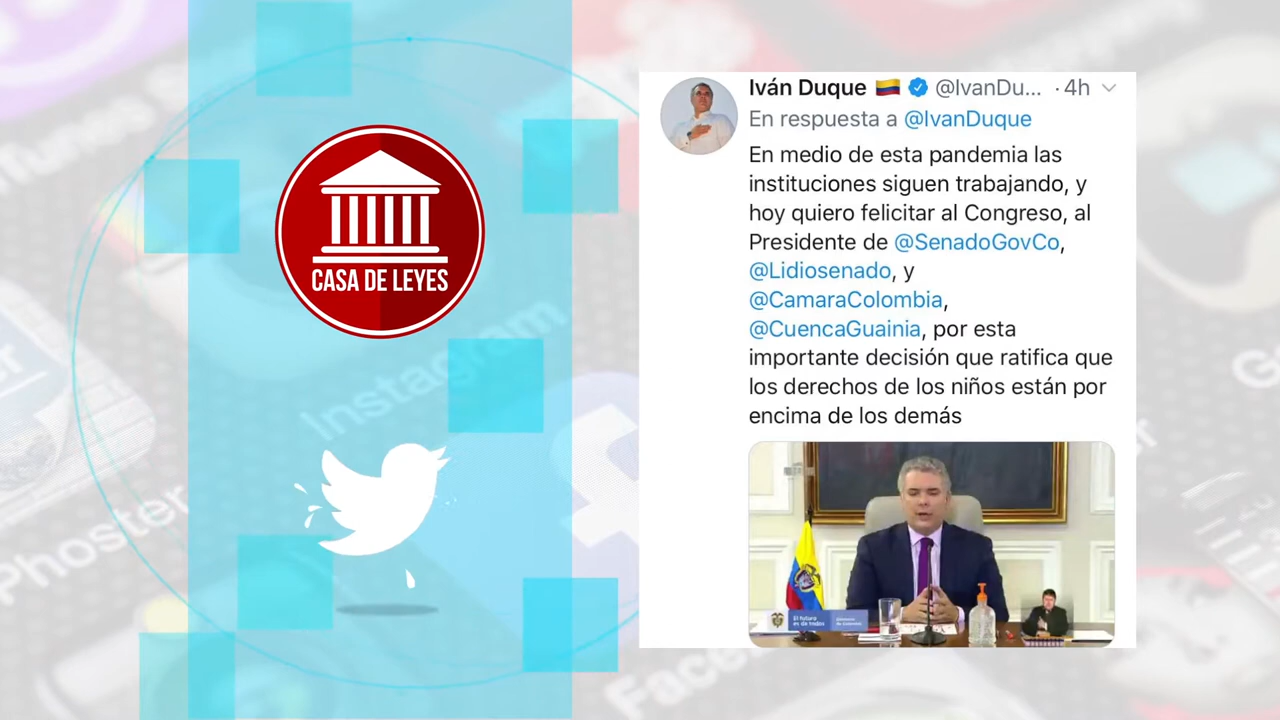 CASA DE LEYES
Iván Duque 🇨🇴 @IvanDu... · 4h
En respuesta a @IvanDuque
En medio de esta pandemia las
instituciones siguen trabajando, y
hoy quiero felicitar al Congreso, al
Presidente de @SenadoGovCo,
@Lidiosenado, y
@CamaraColombia,
@CuencaGuainia, por esta
importante decisión que ratifica que
los derechos de los niños están por
encima de los demás
El futuro
es de todos
Instagram
Phoster